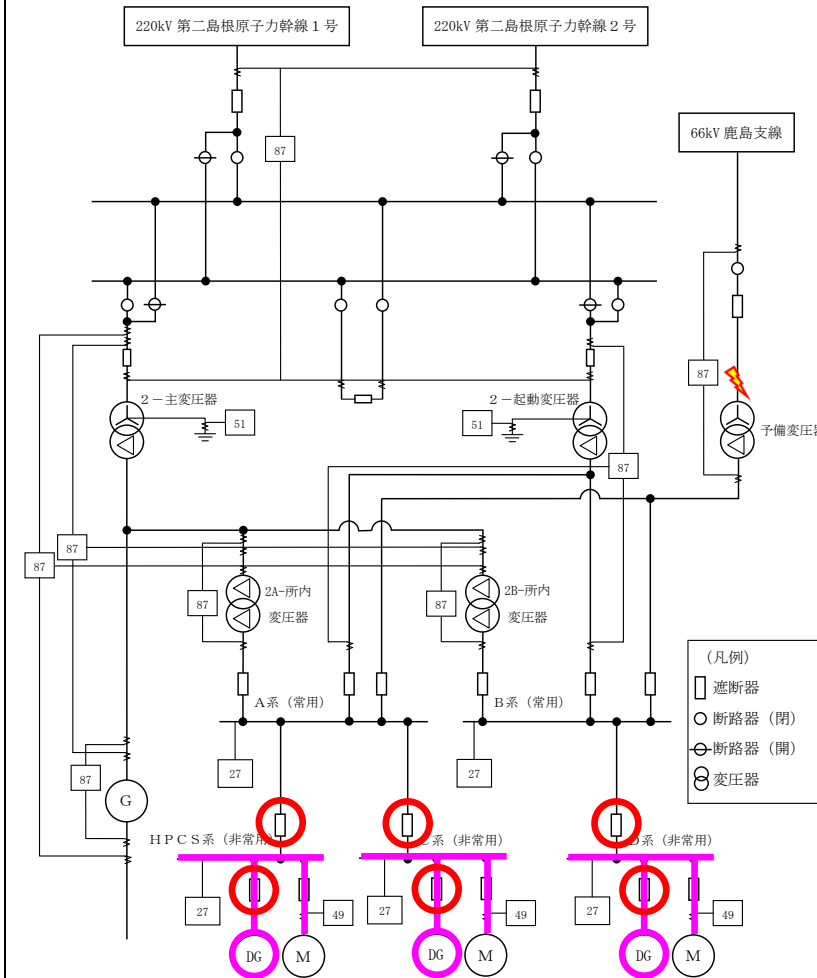 220kV 第二島根原子力幹線1号
220kV 第二島根原子力幹線2号
66kV 鹿島支線
87
87
2-主変圧器
51
2-起動変圧器
51
予備変圧器
87
87
87
87
2A-所内
変圧器
87
2B-所内
変圧器
87
(凡例)
遮断器
断路器(閉)
断路器(開)
変圧器
A系(常用)
B系(常用)
27
27
87
G
HPCS系(非常用)
C系(非常用)
D系(非常用)
27
49
27
49
27
49
DG
M
DG
M
DG
M